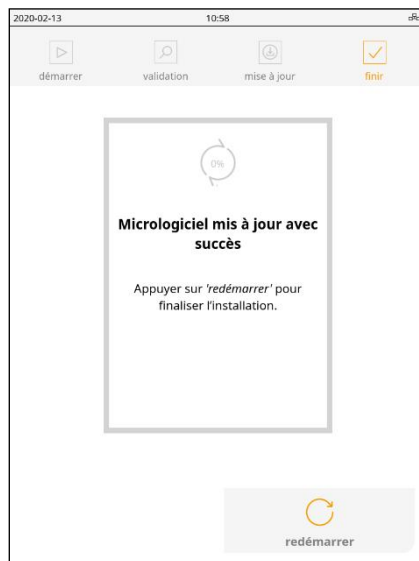 2020-02-13 10:58
démarrer validation mise à jour finir
0%
Micrologiciel mis à jour avec
succès
Appuyer sur 'redémarrer' pour
finaliser l'installation.
redémarrer